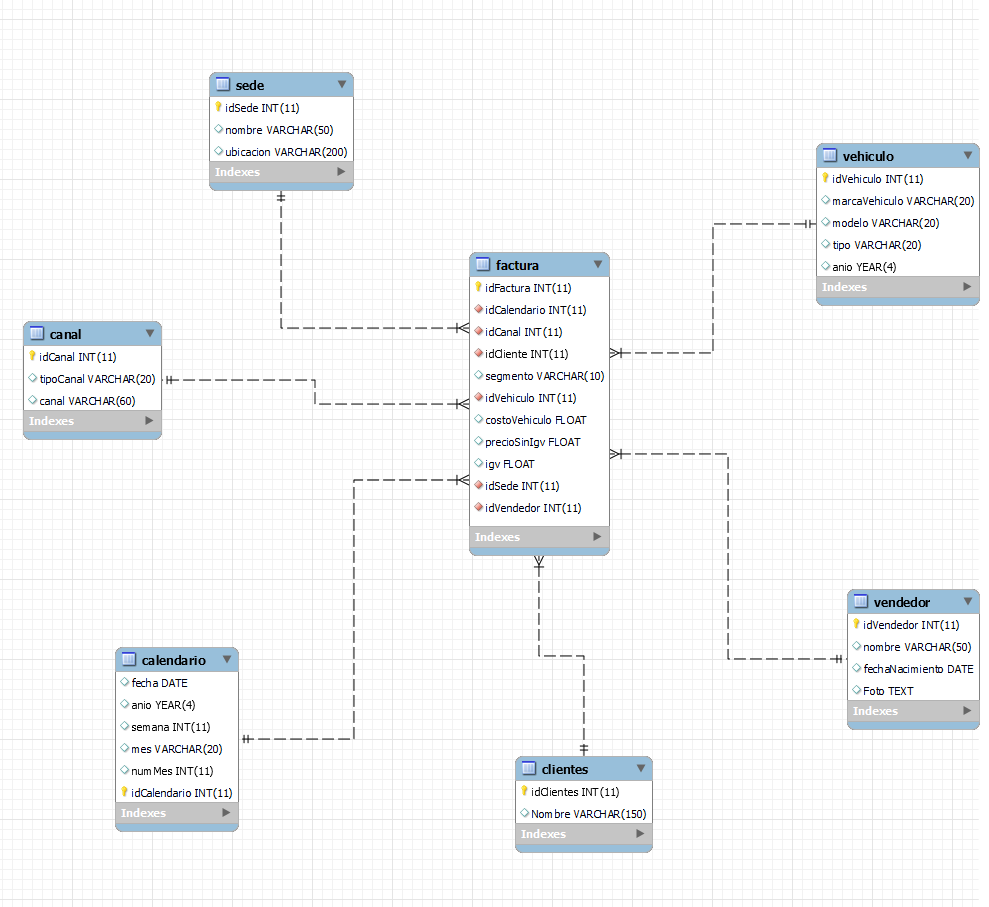 sede
idSede INT(11)
nombre VARCHAR(50)
ubicacion VARCHAR(200)
Indexes
vehiculo
idVehiculo INT(11)
marcaVehiculo VARCHAR(20)
modelo VARCHAR(20)
tipo VARCHAR(20)
anio YEAR(4)
Indexes
factura
idFactura INT(11)
idCalendario INT(11)
idCanal INT(11)
idCliente INT(11)
segmento VARCHAR(10)
idVehiculo INT(11)
costoVehiculo FLOAT
precioSinIgv FLOAT
igv FLOAT
idSede INT(11)
idVendedor INT(11)
Indexes
canal
idCanal INT(11)
tipoCanal VARCHAR(20)
canal VARCHAR(60)
Indexes
vendedor
idVendedor INT(11)
nombre VARCHAR(50)
fechaNacimiento DATE
Foto TEXT
Indexes
calendario
fecha DATE
anio YEAR(4)
semana INT(11)
mes VARCHAR(20)
numMes INT(11)
idCalendario INT(11)
Indexes
clientes
idClientes INT(11)
Nombre VARCHAR(150)
Indexes